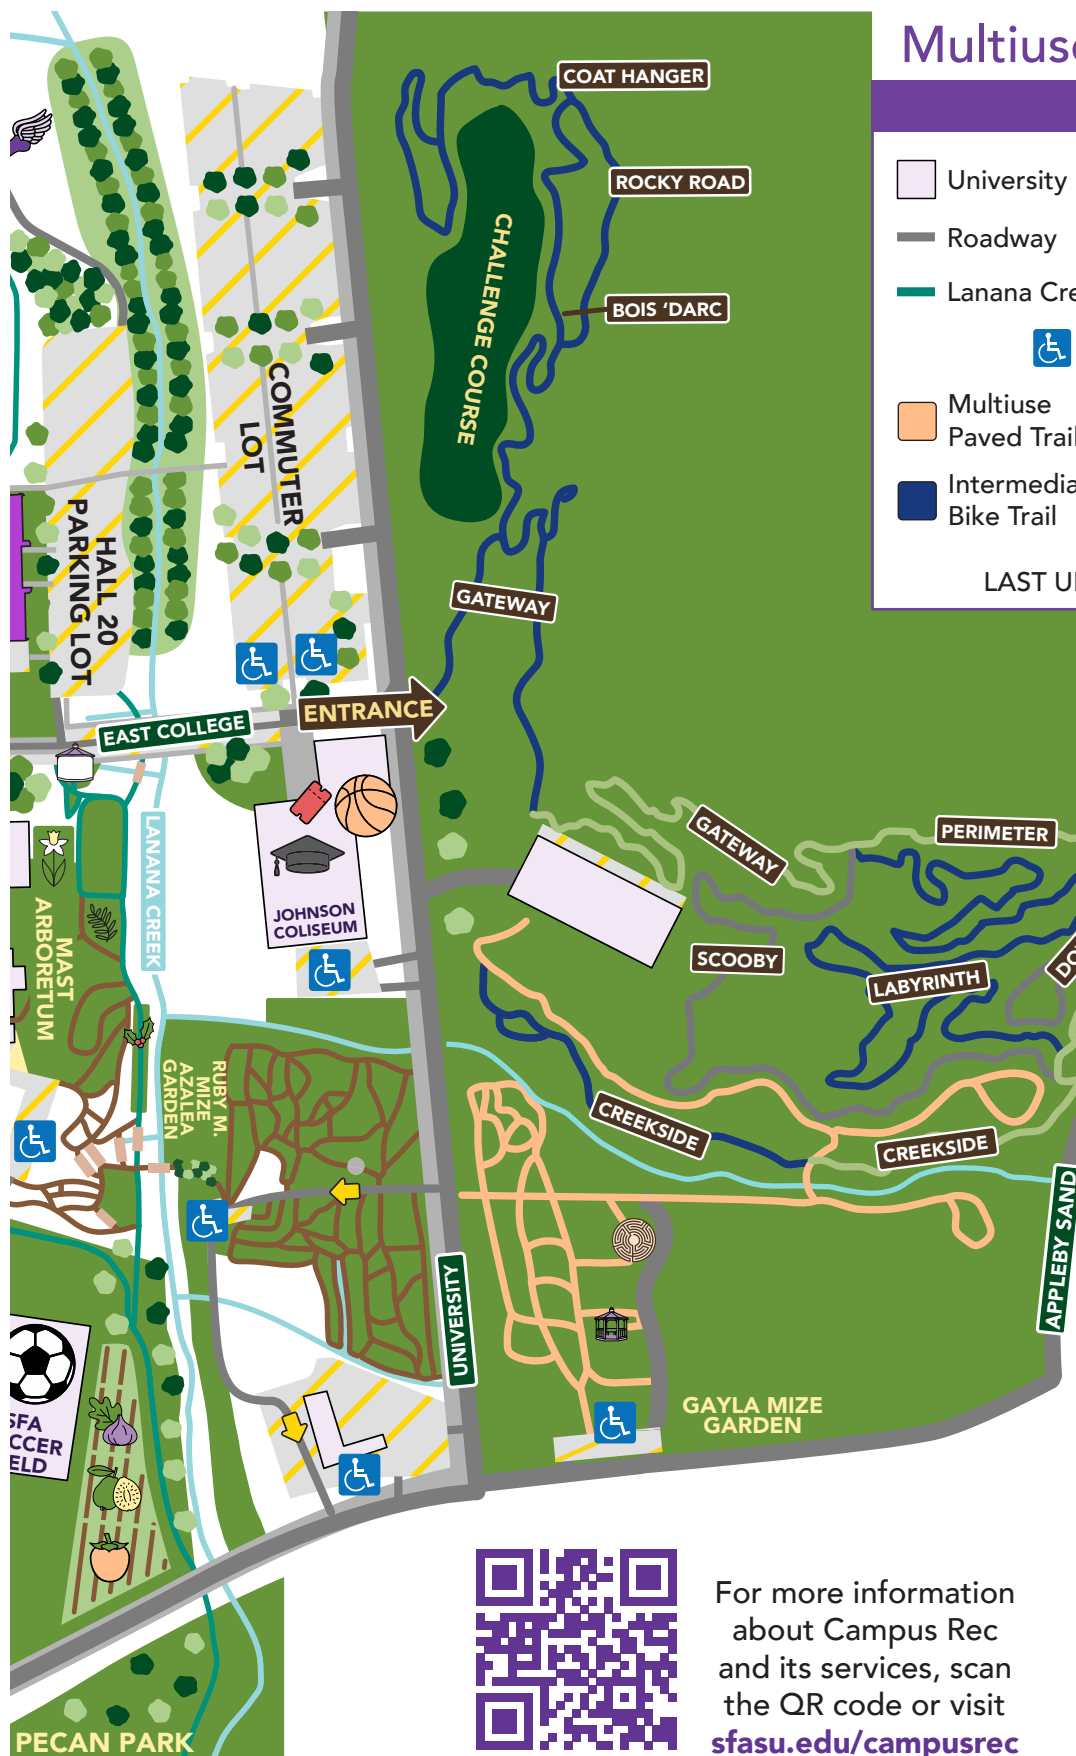 Multiuse
COAT HANGER
ROCKY ROAD
BOIS ‘DARC
CHALLENGE COURSE
University
Roadway
Lanana Cre
Multiuse
Paved Trail
Intermedia
Bike Trail
LAST U
COMMUTER
LOT
HALL 20
PARKING LOT
GATEWAY
ENTRANCE
EAST COLLEGE
LANANA CREEK
JOHNSON
COLISEUM
MAST
ARBORETUM
GATEWAY
PERIMETER
SCOOBY
LABYRINTH
DO
RUBY M.
MIZE
AZALEA
GARDEN
CREEKSIDE
CREEKSIDE
APPLEBY SAND
UNIVERSITY
GAYLA MIZE
GARDEN
SFA
CCER
ELD
PECAN PARK
For more information
about Campus Rec
and its services, scan
the QR code or visit
sfasu.edu/campusrec